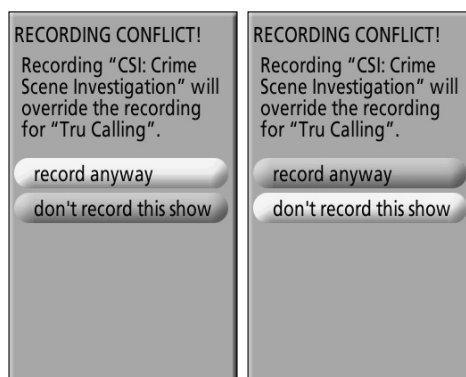 RECORDING CONFLICT!
Recording “CSI: Crime
Scene Investigation” will
override the recording
for “Tru Calling”.
record anyway
don't record this show
RECORDING CONFLICT!
Recording “CSI: Crime
Scene Investigation” will
override the recording
for “Tru Calling”.
record anyway
don't record this show